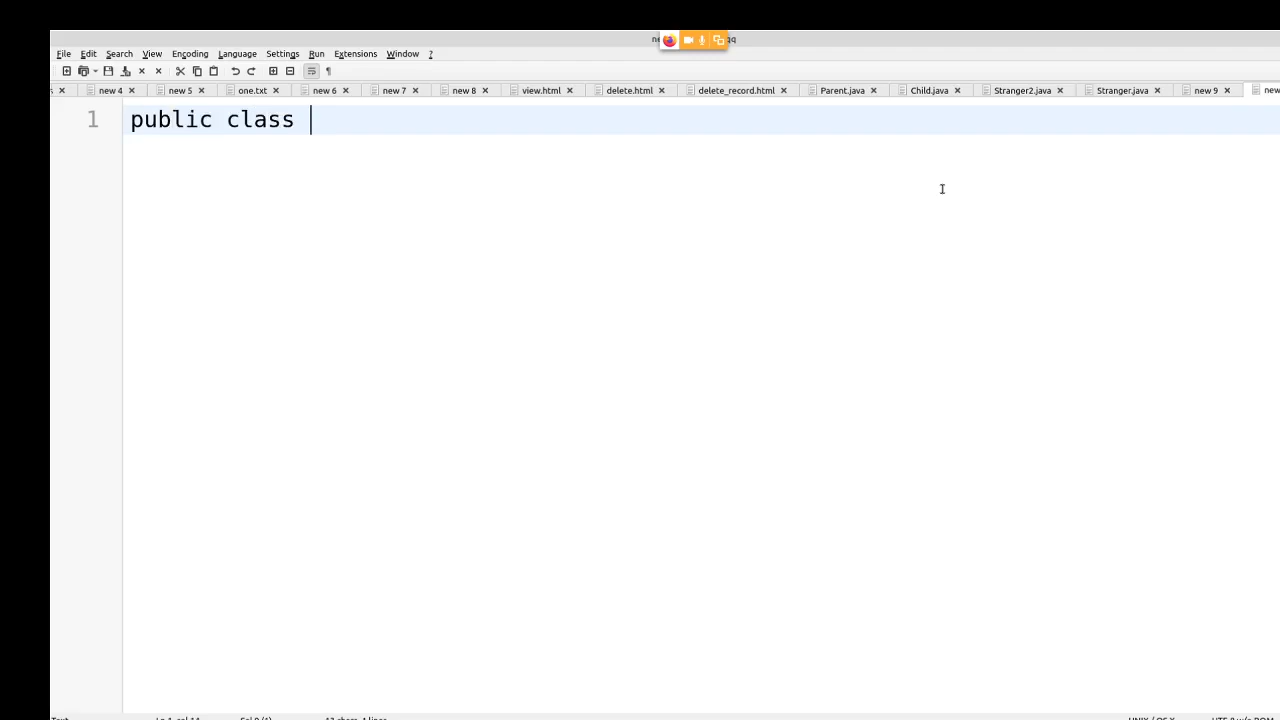 File Edit Search View Encoding Language Settings Run Extensions Window ?
new 4 new 5 one.txt new 6 new 7 new 8 view.html delete.html delete_record.html Parent.java Child.java Stranger2.java Stranger.java new 9 new
1 public class